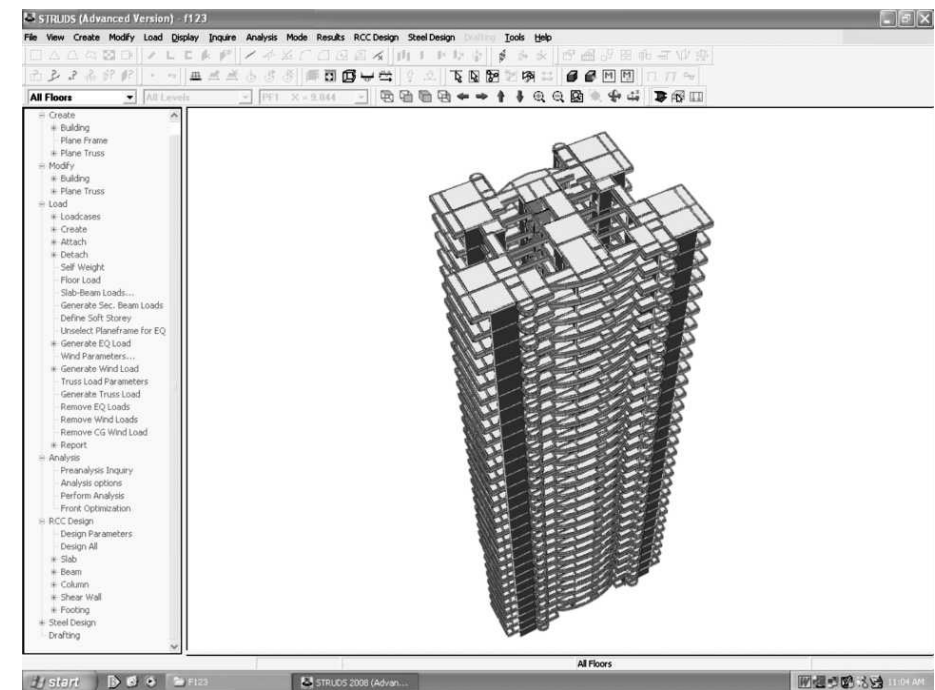 STRUDS (Advanced Version) - f123
File View Create Modify Load Display Inquire Analysis Mode Results RCC Design Steel Design Drafting Tools Help
All Floors All Levels PF1 X = 9.044
Create
Building
Plane Frame
Plane Truss
Modify
Building
Plane Truss
Load
Loadcases
Create
Attach
Detach
Self Weight
Floor Load
Slab-Beam Loads...
Generate Sec. Beam Loads
Define Soft Storey
Unselect Planeframe for EQ
Generate EQ Load
Wind Parameters...
Generate Wind Load
Truss Load Parameters
Generate Truss Load
Remove EQ Loads
Remove Wind Loads
Remove CG Wind Load
Report
Analysis
Preanalysis Inquiry
Analysis options
Perform Analysis
Front Optimization
RCC Design
Design Parameters
Design All
Slab
Beam
Column
Shear Wall
Footing
Steel Design
Drafting
All Floors
start F123 STRUDS 2008 (Advan... 11:04 AM